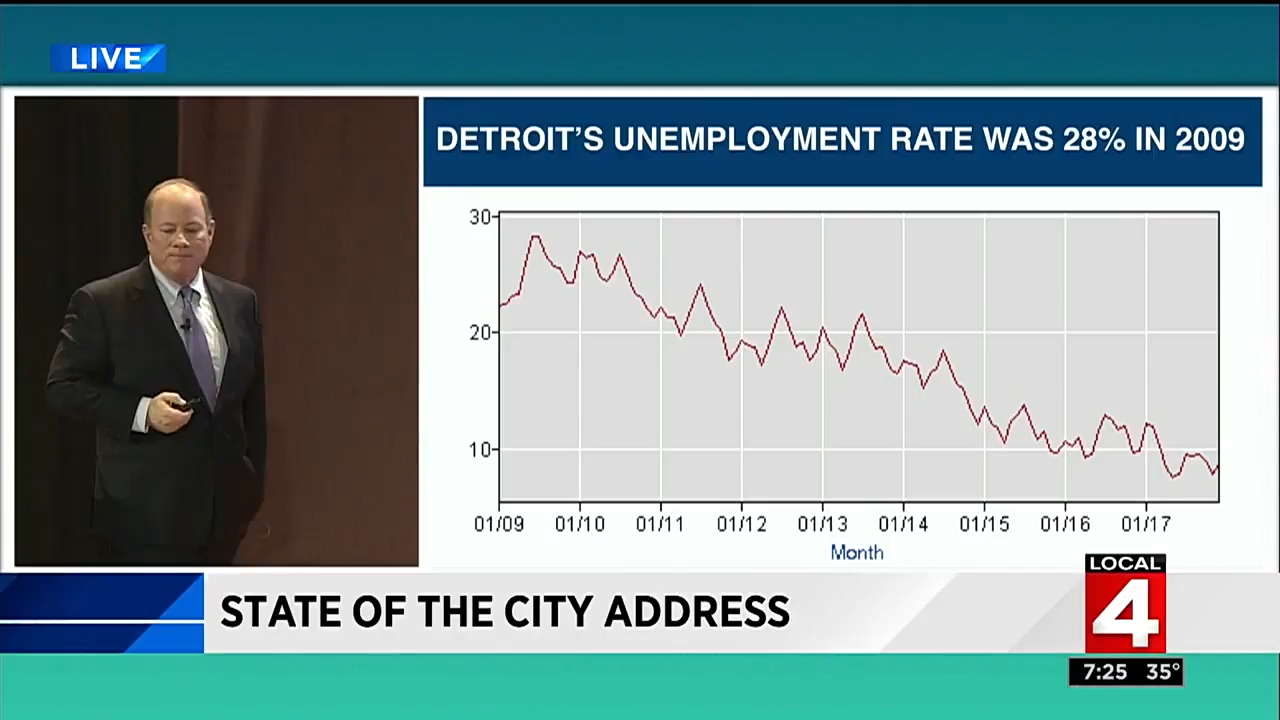 LIVE
DETROIT'S UNEMPLOYMENT RATE WAS 28% IN 2009
30
20
10
01/09 01/10 01/11 01/12 01/13 01/14 01/15 01/16 01/17
Month
LOCAL
4
STATE OF THE CITY ADDRESS
7:25 35°